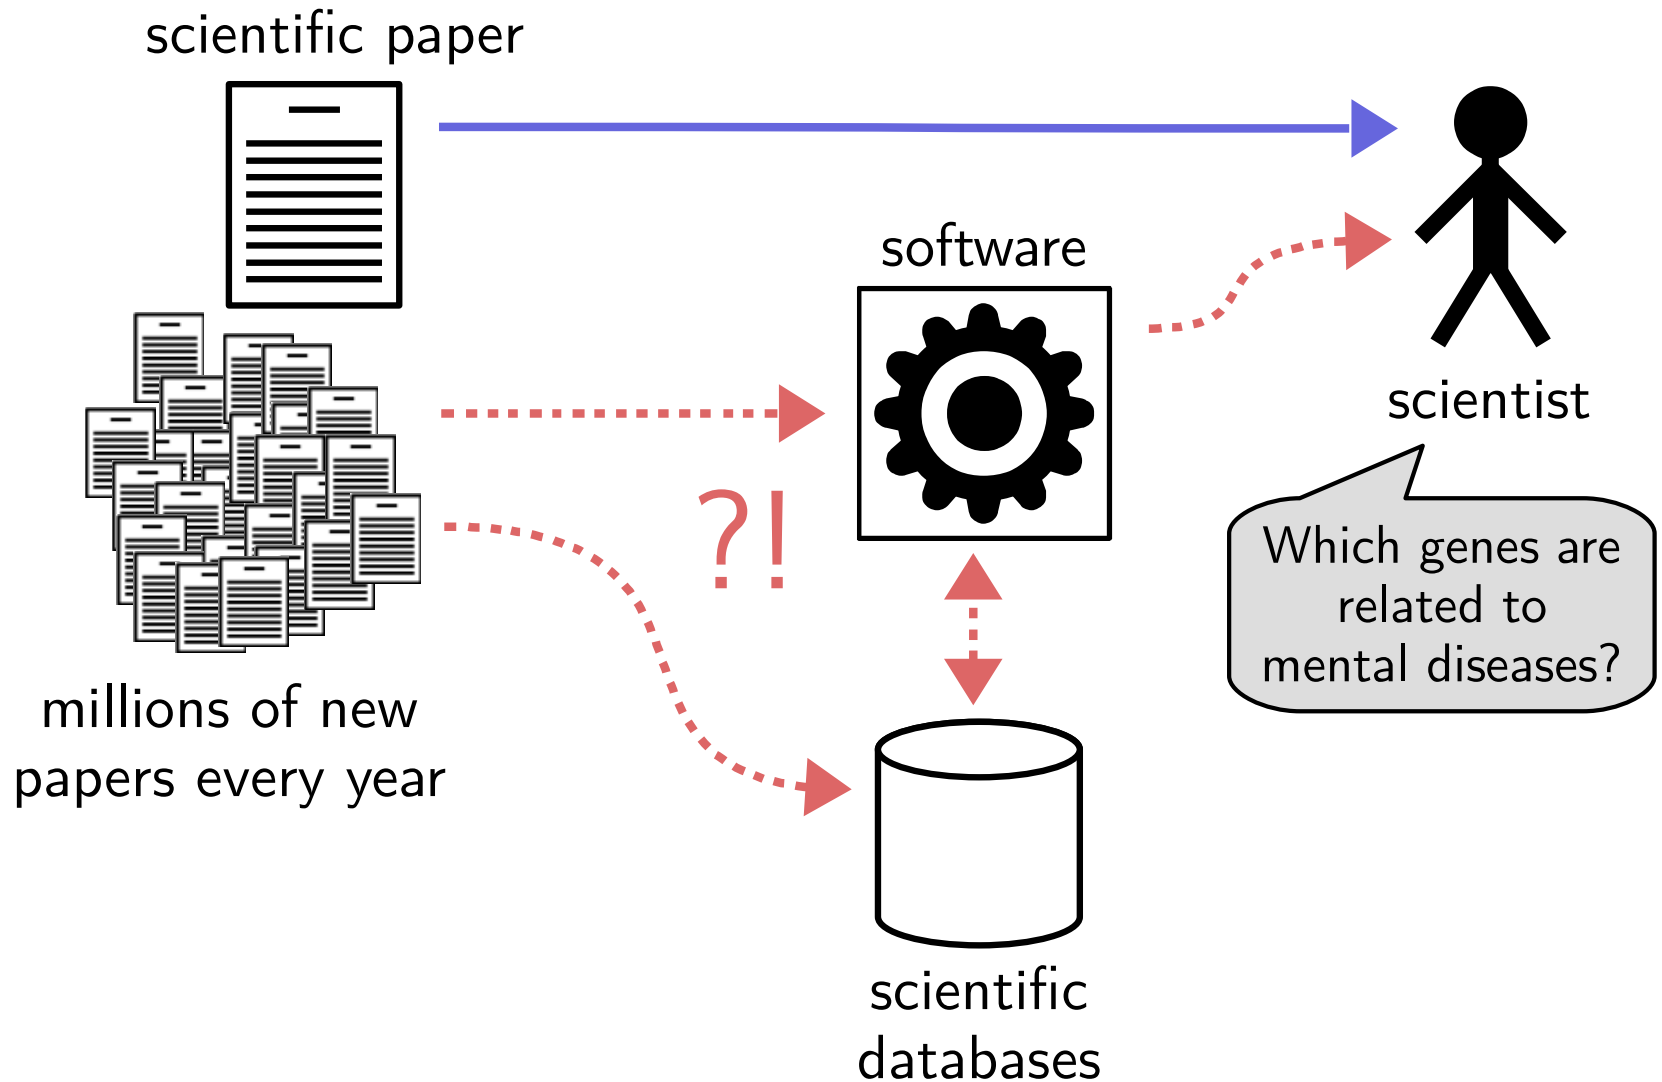 scientific paper
software
scientist
?!
Which genes are
related to
mental diseases?
millions of new
papers every year
scientific
databases